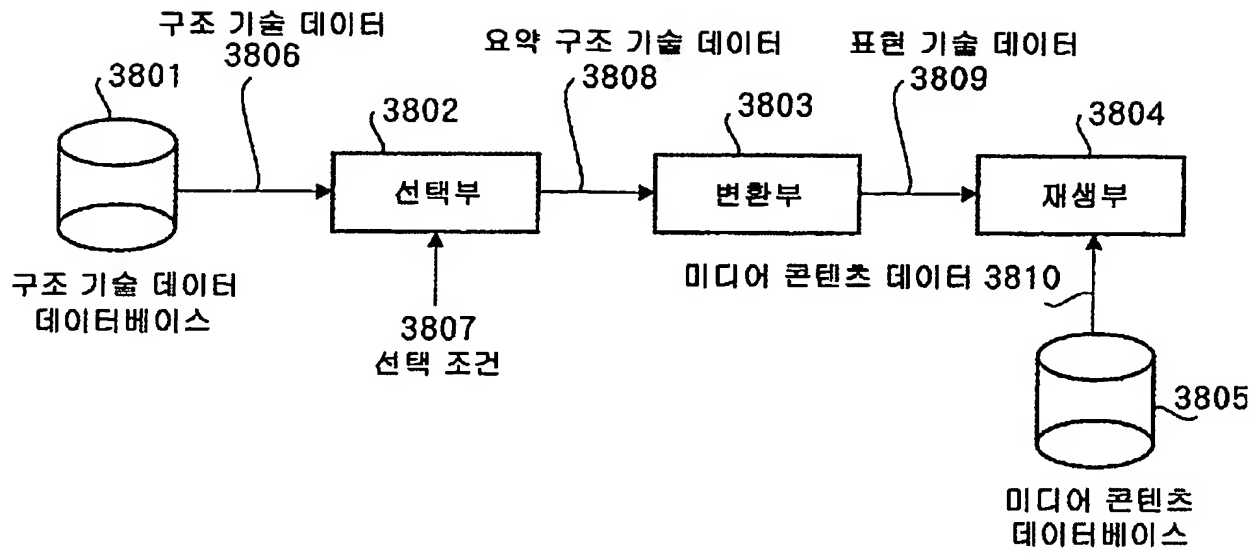 구조 기술 데이터
3806
요약 구조 기술 데이터
3808
표현 기술 데이터
3809
3801
3802
3803
3804
선택부
변환부
재생부
구조 기술 데이터
데이터베이스
3807
선택 조건
미디어 콘텐츠 데이터 3810
3805
미디어 콘텐츠
데이터베이스